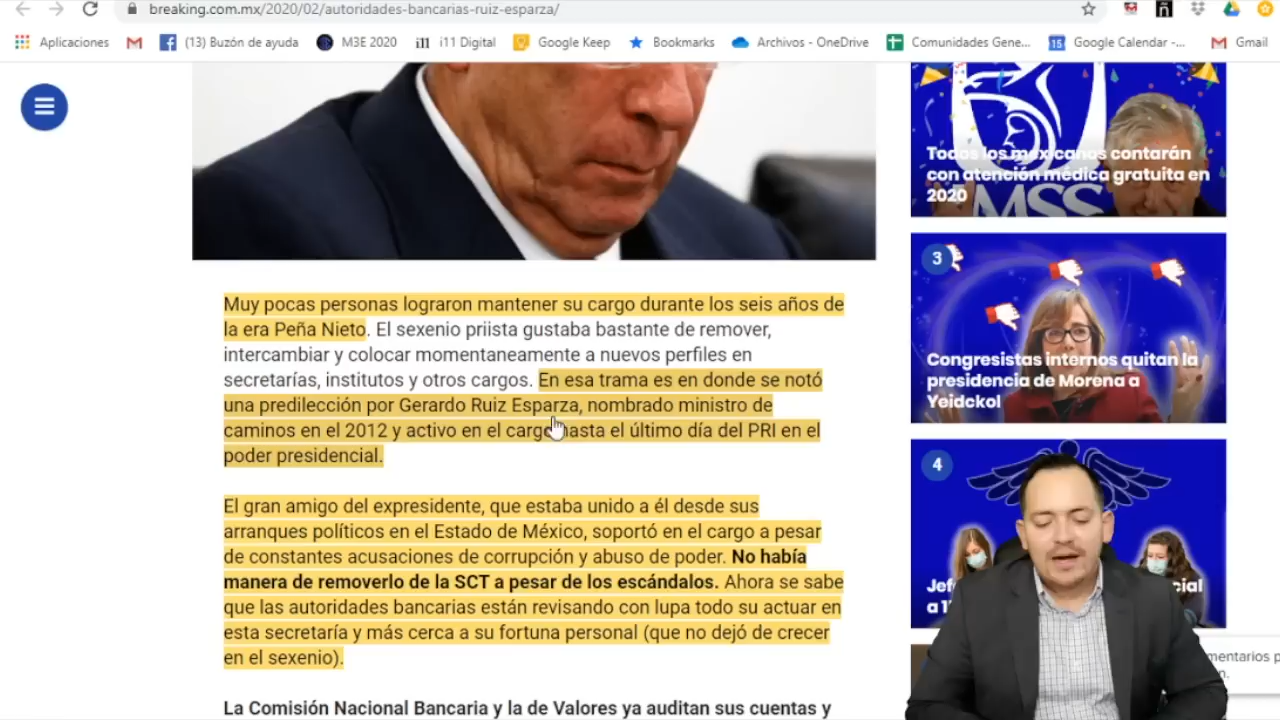 breaking.com.mx/2020/02/autoridades-bancarias-ruiz-esparza/
Aplicaciones
(13) Buzón de ayuda
M3E 2020
i11 Digital
Google Keep
Bookmarks
Archivos - OneDrive
Comunidades Gene...
Google Calendar -...
Gmail
Muy pocas personas lograron mantener su cargo durante los seis años de
la era Peña Nieto. El sexenio priista gustaba bastante de remover,
intercambiar y colocar momentaneamente a nuevos perfiles en
secretarías, institutos y otros cargos. En esa trama es en donde se notó
una predilección por Gerardo Ruiz Esparza, nombrado ministro de
caminos en el 2012 y activo en el cargo hasta el último día del PRI en el
poder presidencial.
El gran amigo del expresidente, que estaba unido a él desde sus
arranques políticos en el Estado de México, soportó en el cargo a pesar
de constantes acusaciones de corrupción y abuso de poder. No había
manera de removerlo de la SCT a pesar de los escándalos. Ahora se sabe
que las autoridades bancarias están revisando con lupa todo su actuar en
esta secretaría y más cerca a su fortuna personal (que no dejó de crecer
en el sexenio).
La Comisión Nacional Bancaria y la de Valores ya auditan sus cuentas y
Todos los mexicanos contarán
con atención médica gratuita en
2020
MSS
3
Congresistas internos quitan la
presidencia de Morena a
Yeidckol
4